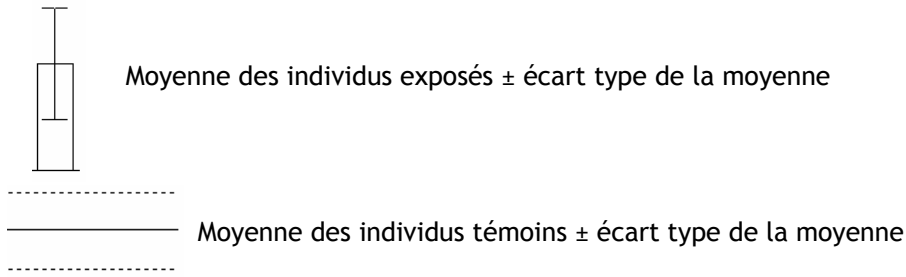 Moyenne des individus exposés ± écart type de la moyenne
Moyenne des individus témoins ± écart type de la moyenne